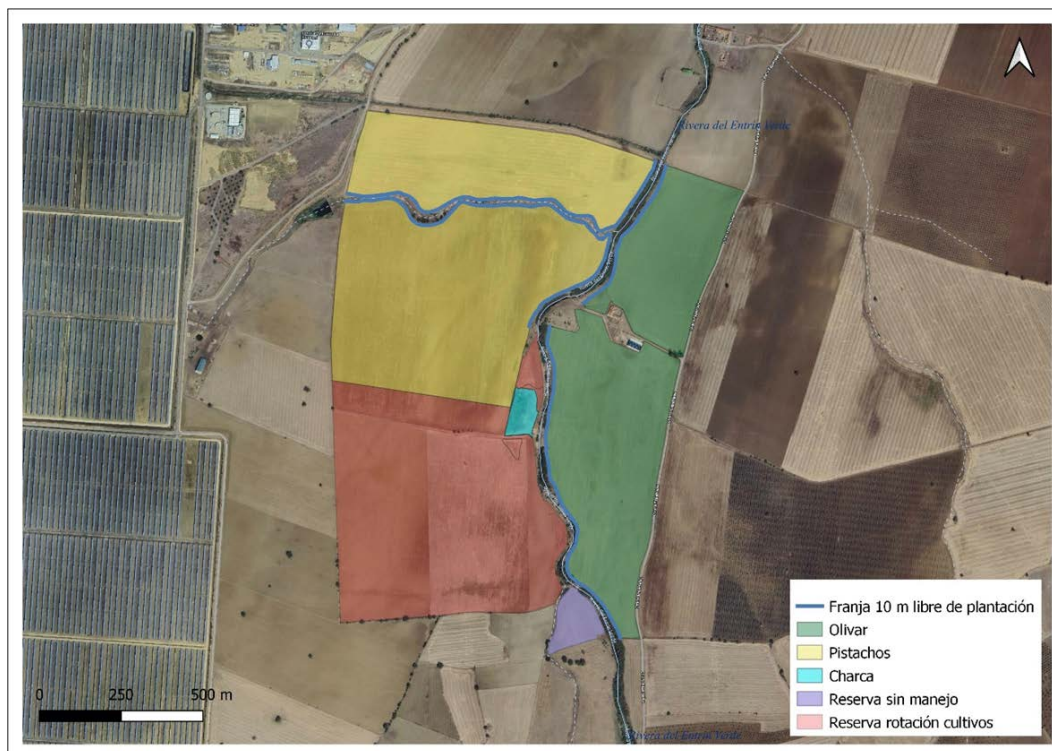 Rivera del Entrín Verde
Rivera del Entrín Verde
0 250 500 m
Franja 10 m libre de plantación
Olivar
Pistachos
Charca
Reserva sin manejo
Reserva rotación cultivos